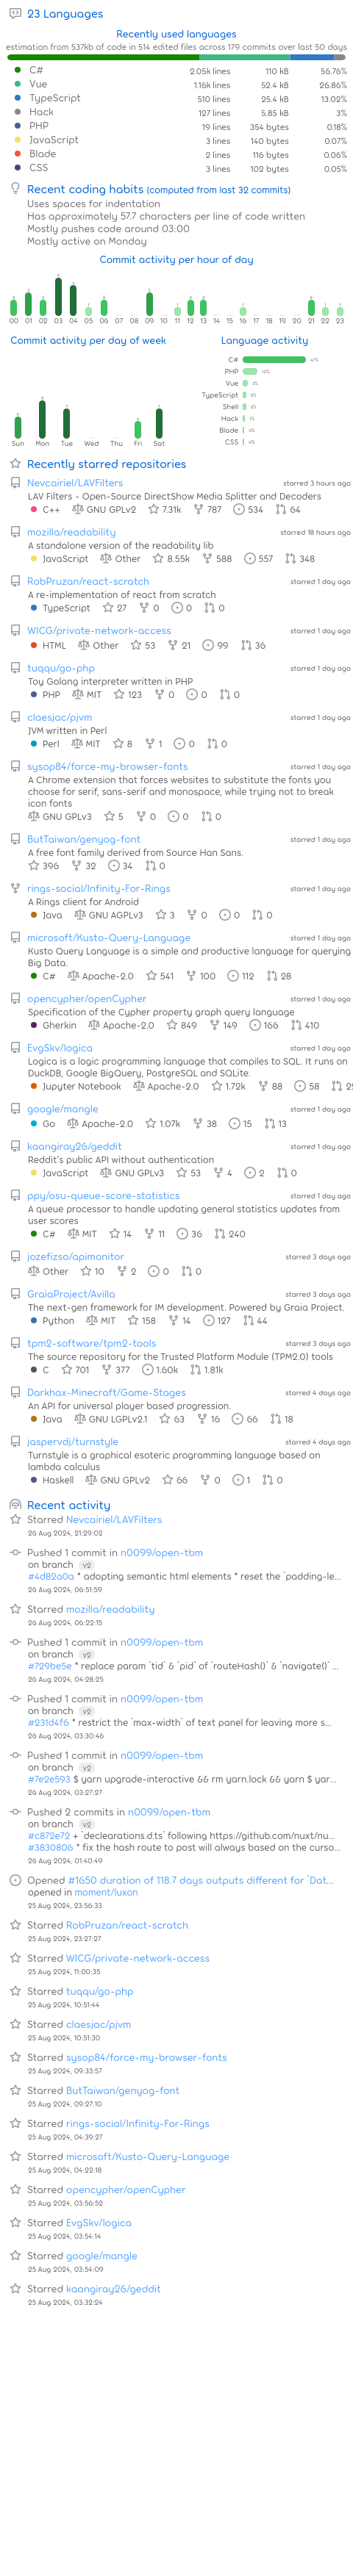 23 Languages
Recently used languages
estimation from 537kb of code in 514 edited files across 179 commits over last 50 days
C# 2.05k lines 110 kB 56.76%
Vue 1.16k lines 52.4 kB 26.86%
TypeScript 510 lines 25.4 kB 13.02%
Hack 127 lines 5.85 kB 3%
PHP 19 lines 354 bytes 0.18%
JavaScript 3 lines 140 bytes 0.07%
Blade 2 lines 116 bytes 0.06%
CSS 3 lines 102 bytes 0.05%
Recent coding habits (computed from last 32 commits)
Uses spaces for indentation
Has approximately 57.7 characters per line of code written
Mostly pushes code around 03:00
Mostly active on Monday
Commit activity per hour of day
00 01 02 03 04 05 06 07 08 09 10 11 12 13 14 15 16 17 18 19 20 21 22 23
Commit activity per day of week
Sun Mon Tue Wed Thu Fri Sat
Language activity
C#
PHP
Vue
TypeScript
Shell
Hack
Blade
CSS
Recently starred repositories
Nevcairiel/LAVFilters starred 3 hours ago
LAV Filters - Open-Source DirectShow Media Splitter and Decoders
C++ GNU GPLv2 7.31k 787 534 64
mozilla/readability starred 18 hours ago
A standalone version of the readability lib
JavaScript Other 8.55k 588 557 348
RobPruzan/react-scratch starred 1 day ago
A re-implementation of react from scratch
TypeScript 27 0 0 0
WICG/private-network-access starred 1 day ago
HTML Other 53 21 99 36
tuqqu/go-php starred 1 day ago
Toy Golang interpreter written in PHP
PHP MIT 123 0 0 0
claesjac/pjvm starred 1 day ago
JVM written in Perl
Perl MIT 8 1 0 0
sysop84/force-my-browser-fonts starred 1 day ago
A Chrome extension that forces websites to substitute the fonts you
choose for serif, sans-serif and monospace, while trying not to break
icon fonts
GNU GPLv3 5 0 0 0
ButTaiwan/genyog-font starred 1 day ago
A free font family derived from Source Han Sans.
396 32 34 0
rings-social/Infinity-For-Rings starred 1 day ago
A Rings client for Android
Java GNU AGPLv3 3 0 0 0
microsoft/Kusto-Query-Language starred 1 day ago
Kusto Query Language is a simple and productive language for querying
Big Data.
C# Apache-2.0 541 100 112 28
opencypher/openCypher starred 1 day ago
Specification of the Cypher property graph query language
Gherkin Apache-2.0 849 149 166 410
EvgSkv/logica starred 1 day ago
Logica is a logic programming language that compiles to SQL. It runs on
DuckDB, Google BigQuery, PostgreSQL and SQLite.
Jupyter Notebook Apache-2.0 1.72k 88 58
google/mangle starred 1 day ago
Go Apache-2.0 1.07k 38 15 13
kaangiray26/geddit starred 1 day ago
Reddit's public API without authentication
JavaScript GNU GPLv3 53 4 2 0
ppy/osu-queue-score-statistics starred 1 day ago
A queue processor to handle updating general statistics updates from
user scores
C# MIT 14 11 36 240
jozefizso/apimonitor starred 3 days ago
Other 10 2 0 0
GraiaProject/Avilla starred 3 days ago
The next-gen framework for IM development. Powered by Graia Project.
Python MIT 158 14 127 44
tpm2-software/tpm2-tools starred 3 days ago
The source repository for the Trusted Platform Module (TPM2.0) tools
C 701 377 1.60k 1.81k
Darkhax-Minecraft/Game-Stages starred 4 days ago
An API for universal player based progression.
Java GNU LGPLv2.1 63 16 66 18
jaspervdj/turnstyle starred 4 days ago
Turnstyle is a graphical esoteric programming language based on
lambda calculus
Haskell GNU GPLv2 66 0 1 0
Recent activity
Starred Nevcairiel/LAVFilters
26 Aug 2024, 21:29:02
Pushed 1 commit in n0099/open-tbm
on branch v2
#4d82a0a * adopting semantic html elements * reset the `padding-le...
26 Aug 2024, 06:51:59
Starred mozilla/readability
26 Aug 2024, 06:22:15
Pushed 1 commit in n0099/open-tbm
on branch v2
#729be5e * replace param `tid` & `pid` of `routeHash()` & `navigate()` ...
26 Aug 2024, 04:28:25
Pushed 1 commit in n0099/open-tbm
on branch v2
#231d4f6 * restrict the `max-width` of text panel for leaving more s...
26 Aug 2024, 03:30:46
Pushed 1 commit in n0099/open-tbm
on branch v2
#7e2e593 $ yarn upgrade-interactive && rm yarn.lock && yarn $ yar...
26 Aug 2024, 03:27:27
Pushed 2 commits in n0099/open-tbm
on branch v2
#c872e72 + `declearations.d.ts` following https://github.com/nuxt/nu...
#3830806 * fix the hash route to post will always based on the curso...
26 Aug 2024, 01:40:49
Opened #1650 duration of 118.7 days outputs different for `Dat...
opened in moment/luxon
25 Aug 2024, 23:56:33
Starred RobPruzan/react-scratch
25 Aug 2024, 23:27:27
Starred WICG/private-network-access
25 Aug 2024, 11:00:35
Starred tuqqu/go-php
25 Aug 2024, 10:51:44
Starred claesjac/pjvm
25 Aug 2024, 10:51:30
Starred sysop84/force-my-browser-fonts
25 Aug 2024, 09:33:57
Starred ButTaiwan/genyog-font
25 Aug 2024, 09:27:10
Starred rings-social/Infinity-For-Rings
25 Aug 2024, 04:39:27
Starred microsoft/Kusto-Query-Language
25 Aug 2024, 04:22:18
Starred opencypher/openCypher
25 Aug 2024, 03:56:52
Starred EvgSkv/logica
25 Aug 2024, 03:54:14
Starred google/mangle
25 Aug 2024, 03:54:09
Starred kaangiray26/geddit
25 Aug 2024, 03:32:24